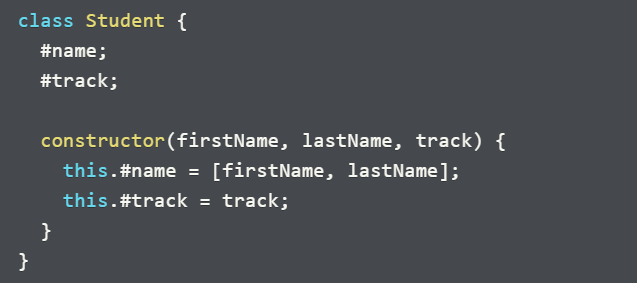 class Student {
  #name;
  #track;

  constructor(firstName, lastName, track) {
    this.#name = [firstName, lastName];
    this.#track = track;
  }
}